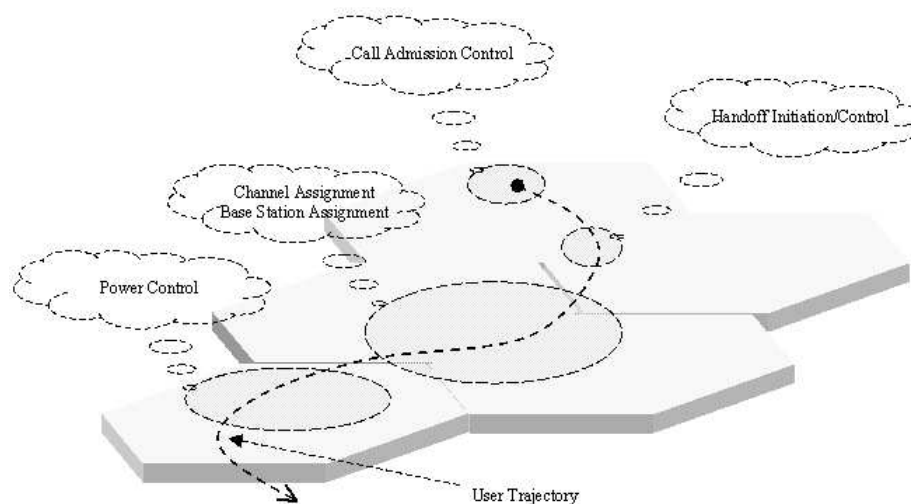 Call Admission Control
Handoff Initiation/Control
Channel Assignment
Base Station Assignment
Power Control
User Trajectory